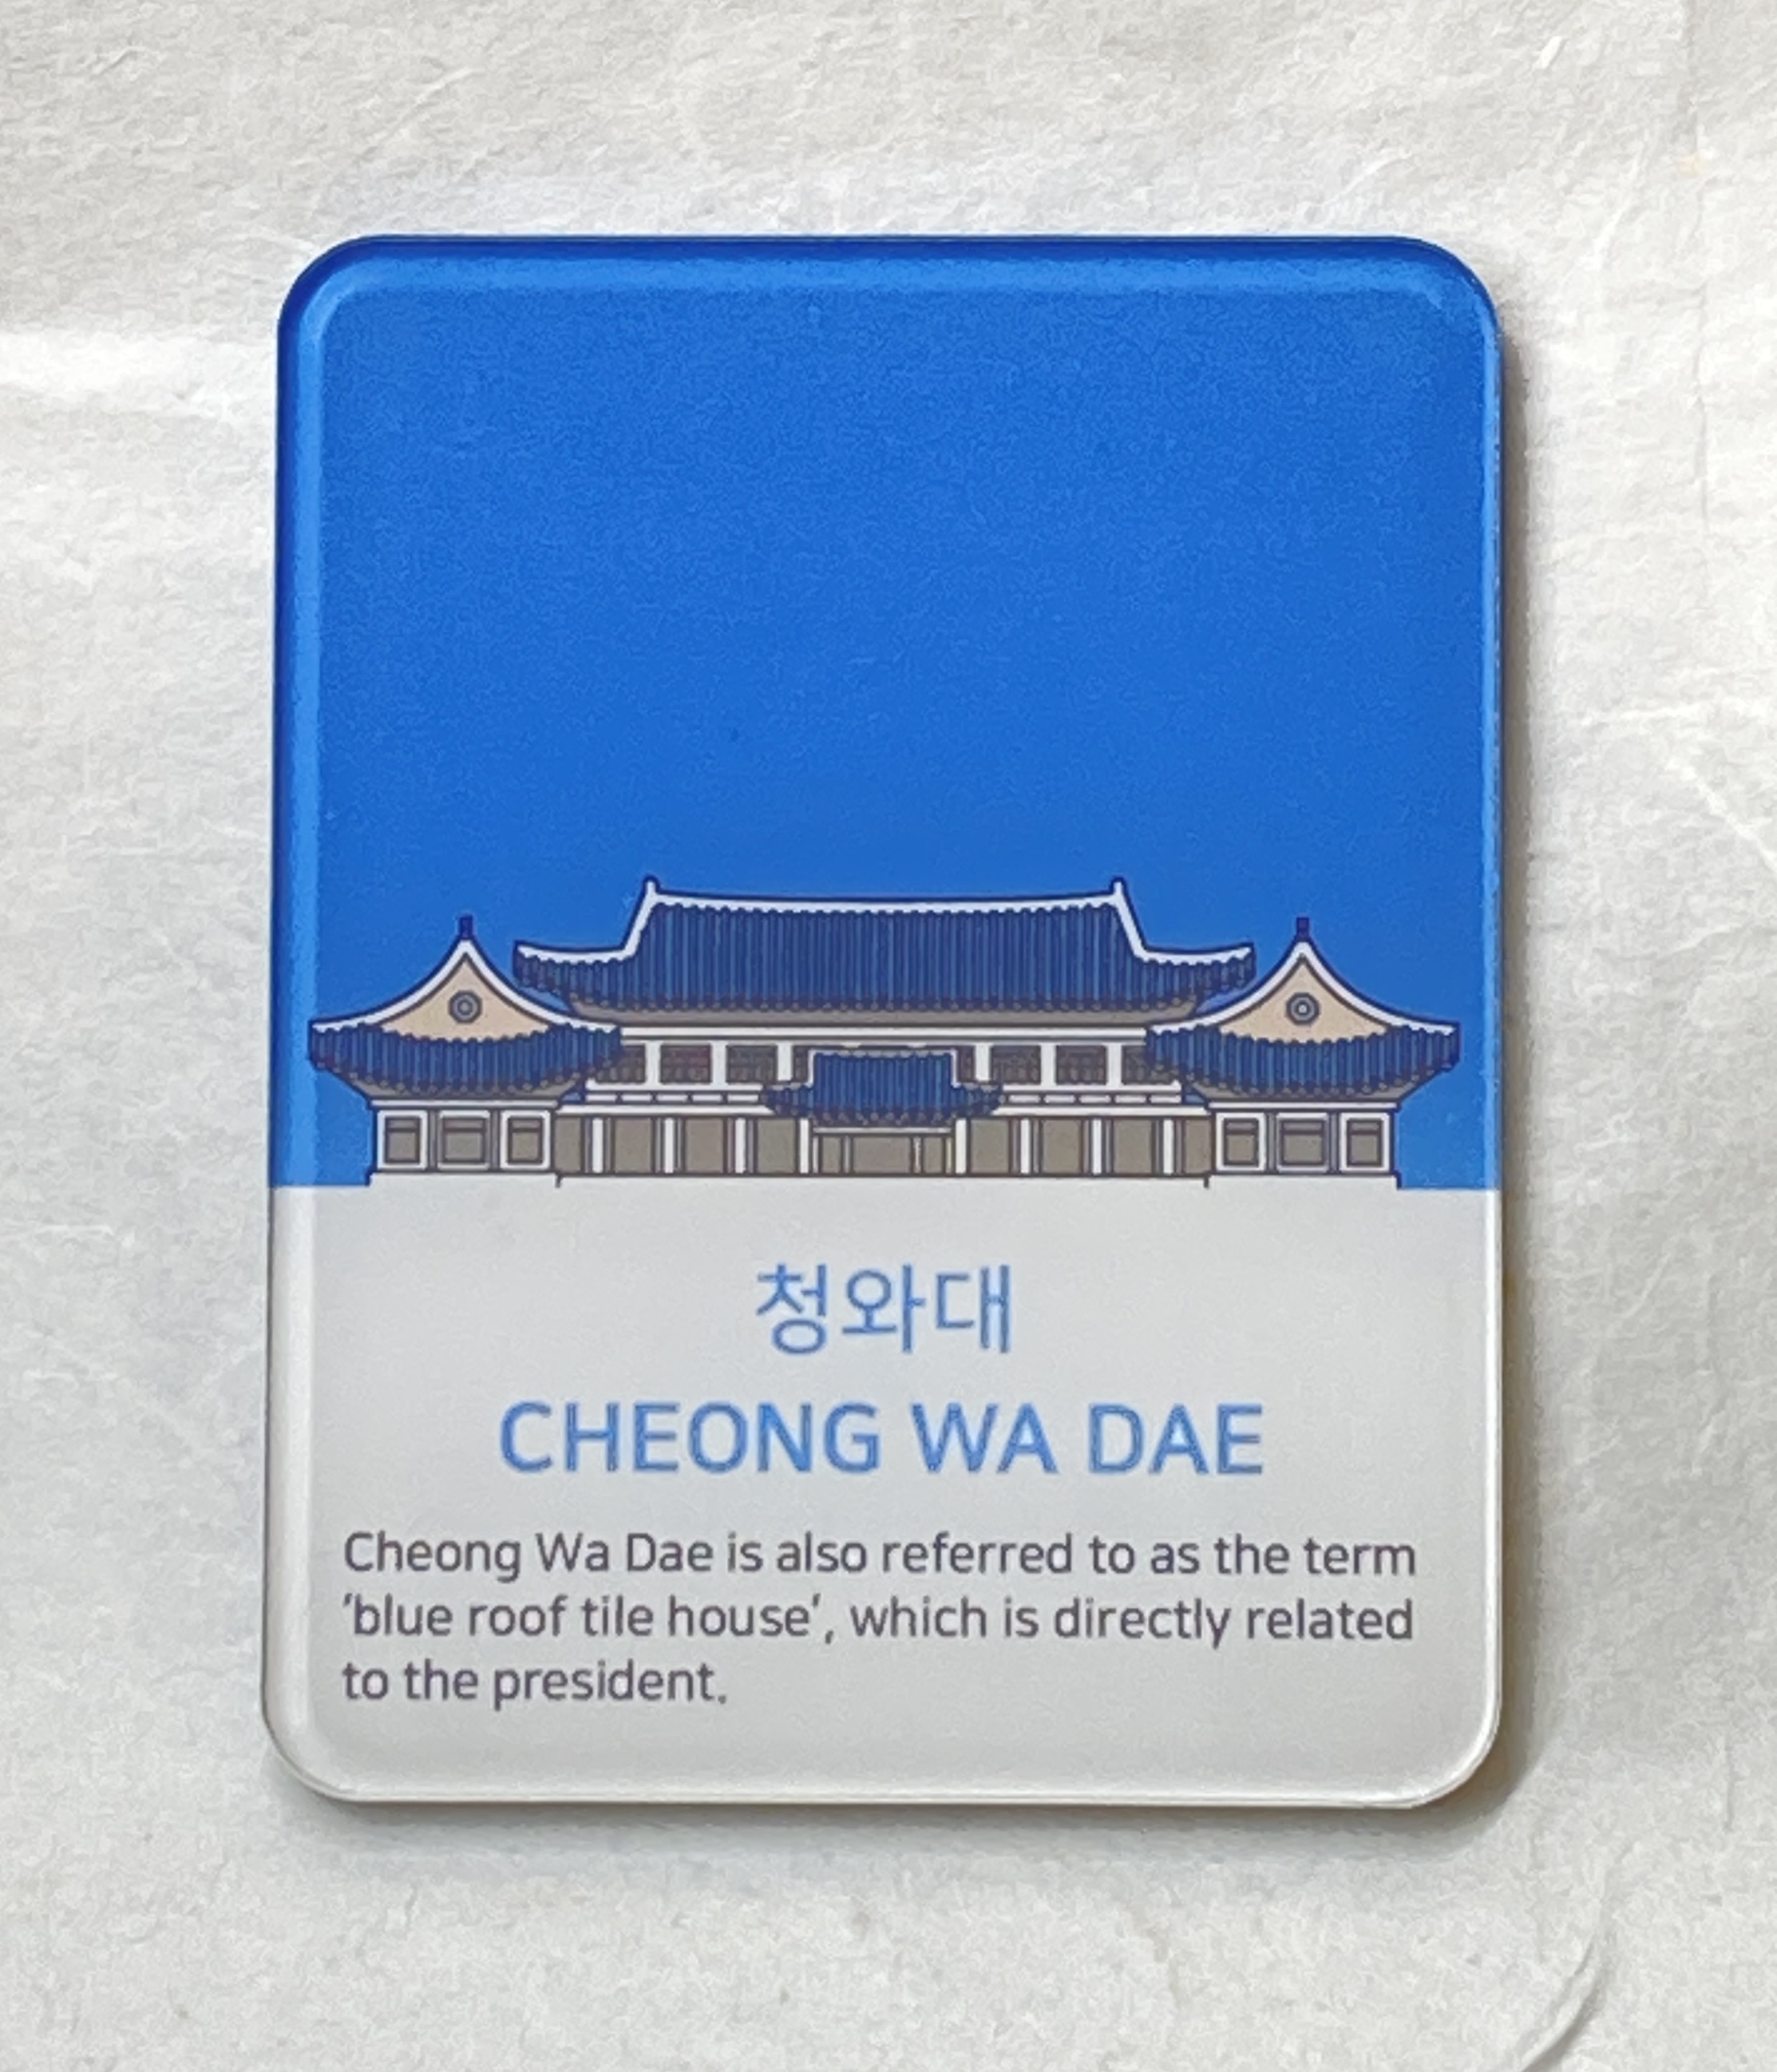 청와대
CHEONG WA DAE
Cheong Wa Dae is also referred to as the term
'blue roof tile house', which is directly related
to the president.